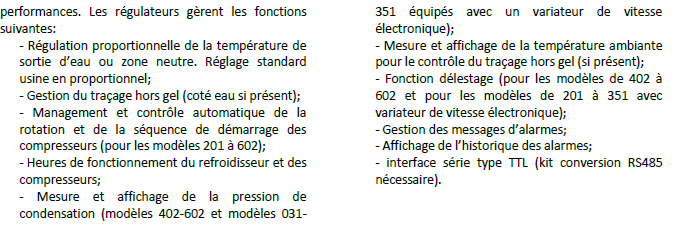 performances. Les régulateurs gèrent les fonctions
suivantes:
- Régulation proportionnelle de la température de
sortie d'eau ou zone neutre. Réglage standard
usine en proportionnel;
- Gestion du traçage hors gel (coté eau si présent);
- Management et contrôle automatique de la
rotation et de la séquence de démarrage des
compresseurs (pour les modèles 201 à 602);
- Heures de fonctionnement du refroidisseur et des
compresseurs;
- Mesure et affichage de la pression de
condensation (modèles 402-602 et modèles 031-
351 équipés avec un variateur de vitesse
électronique);
- Mesure et affichage de la température ambiante
pour le contrôle du traçage hors gel (si présent);
- Fonction délestage (pour les modèles de 402 à
602 et pour les modèles de 201 à 351 avec
variateur de vitesse électronique);
- Gestion des messages d'alarmes;
- Affichage de l'historique des alarmes;
- interface série type TTL (kit conversion RS485
nécessaire).